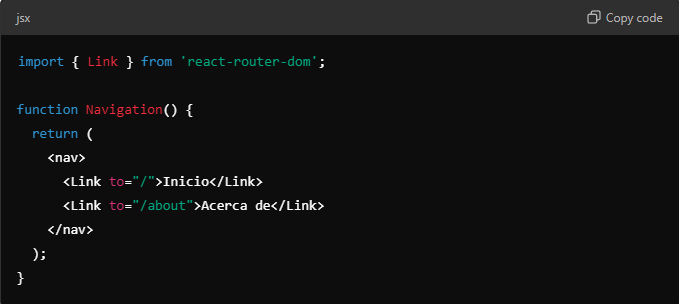 jsx
Copy code
import { Link } from 'react-router-dom';
function Navigation() {
  return (
    <nav>
      <Link to="/">Inicio</Link>
      <Link to="/about">Acerca de</Link>
    </nav>
  );
}